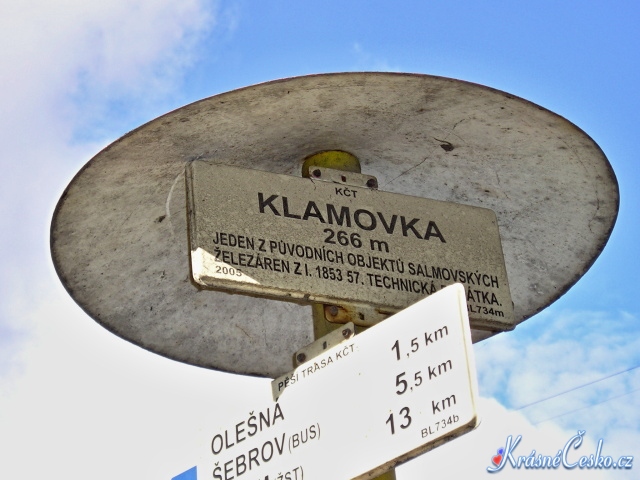 KČT
KLAMOVKA
266 m
JEDEN Z PŮVODNÍCH OBJEKTŮ SALMOVSKÝCH
ŽELEZÁREN Z I. 1853 57. TECHNICKÁ
2005
BL734m
PĚŠÍ TRASA KČT
OLEŠNÁ 1,5 km
ŠEBROV (BUS) 5,5 km
13 km
BL734b
KrásnéČesko.cz